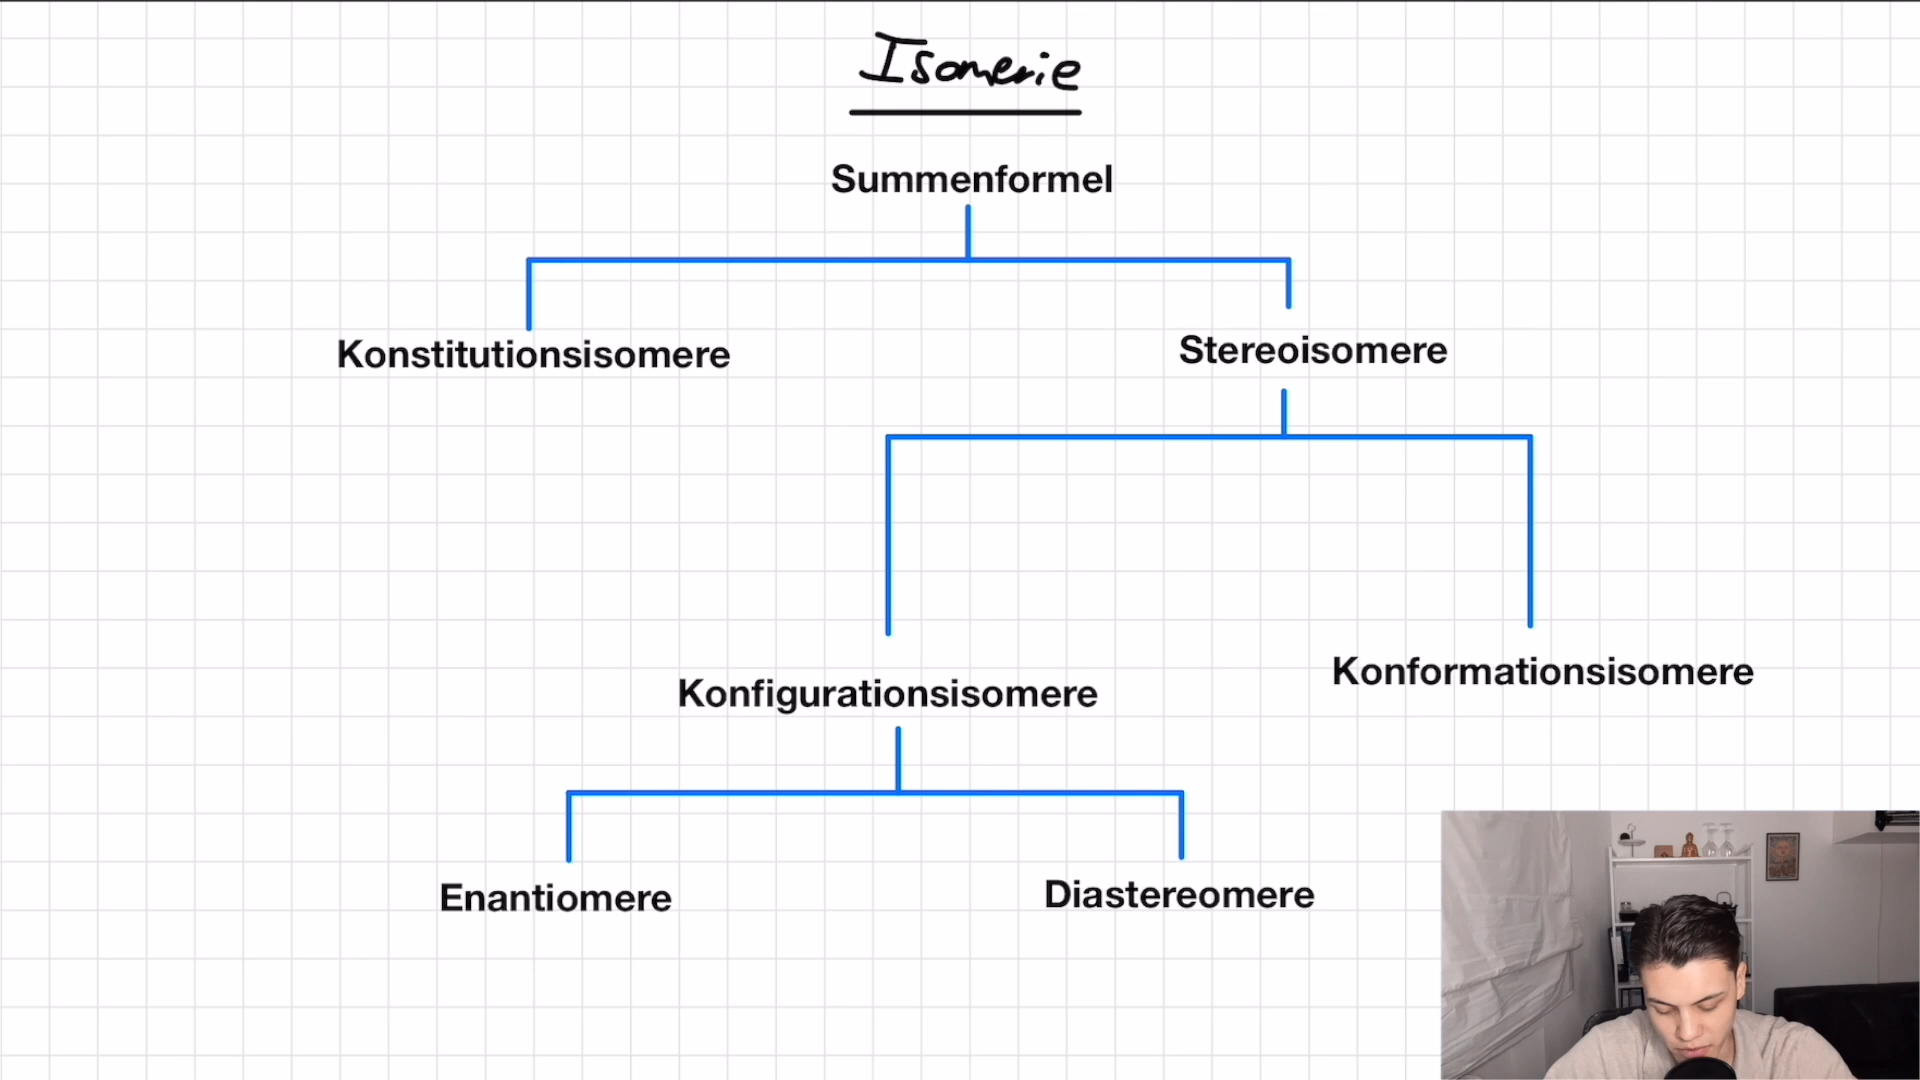 Isomerie
Summenformel
Konstitutionsisomere
Stereoisomere
Konfigurationsisomere
Konformationsisomere
Enantiomere
Diastereomere